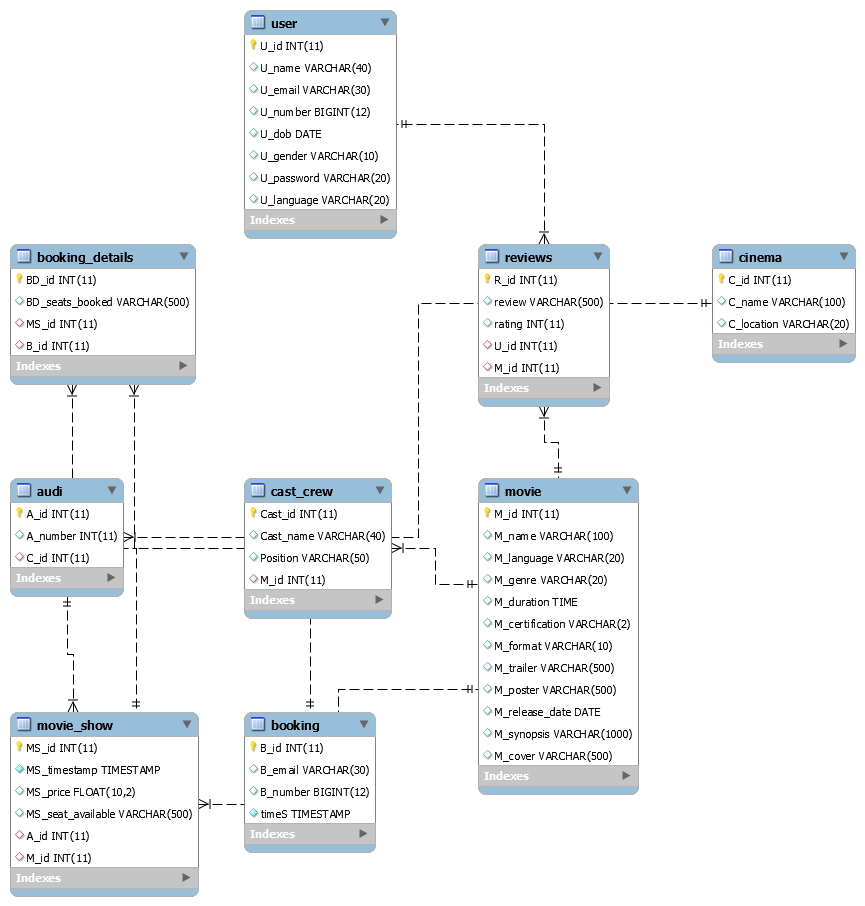 user
U_id INT(11)
U_name VARCHAR(40)
U_email VARCHAR(30)
U_number BIGINT(12)
U_dob DATE
U_gender VARCHAR(10)
U_password VARCHAR(20)
U_language VARCHAR(20)
Indexes
booking_details
BD_id INT(11)
BD_seats_booked VARCHAR(500)
MS_id INT(11)
B_id INT(11)
Indexes
reviews
R_id INT(11)
review VARCHAR(500)
rating INT(11)
U_id INT(11)
M_id INT(11)
Indexes
cinema
C_id INT(11)
C_name VARCHAR(100)
C_location VARCHAR(20)
Indexes
audi
A_id INT(11)
A_number INT(11)
C_id INT(11)
Indexes
cast_crew
Cast_id INT(11)
Cast_name VARCHAR(40)
Position VARCHAR(50)
M_id INT(11)
Indexes
movie
M_id INT(11)
M_name VARCHAR(100)
M_language VARCHAR(20)
M_genre VARCHAR(20)
M_duration TIME
M_certification VARCHAR(2)
M_format VARCHAR(10)
M_trailer VARCHAR(500)
M_poster VARCHAR(500)
M_release_date DATE
M_synopsis VARCHAR(1000)
M_cover VARCHAR(500)
Indexes
movie_show
MS_id INT(11)
MS_timestamp TIMESTAMP
MS_price FLOAT(10,2)
MS_seat_available VARCHAR(500)
A_id INT(11)
M_id INT(11)
Indexes
booking
B_id INT(11)
B_email VARCHAR(30)
B_number BIGINT(12)
timeS TIMESTAMP
Indexes